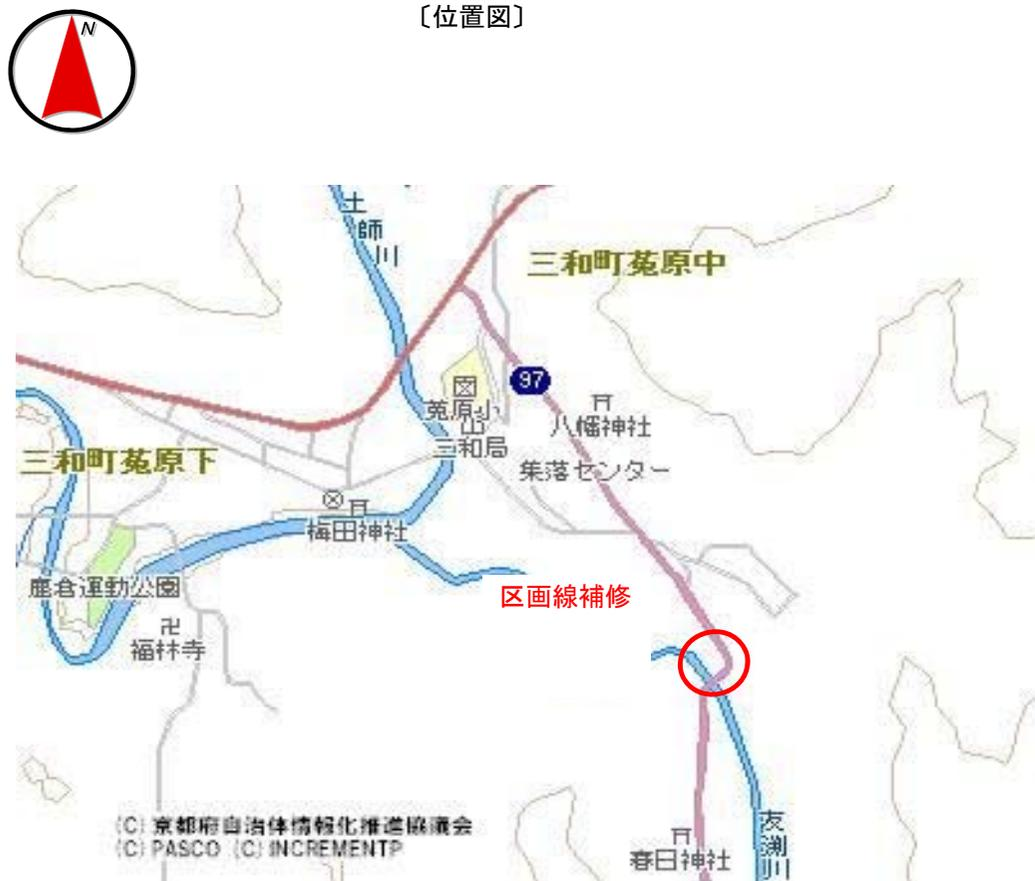 〔位置図〕
N
土師川
三和町菟原中
97
菟原小
三和局
八幡神社
集落センター
三和町菟原下
梅田神社
鹿倉運動公園
区画線補修
卍
福林寺
(C) 京都府自治体情報化推進協議会
(C) PASCO (C) INCREMENTP
春日神社
友渕川